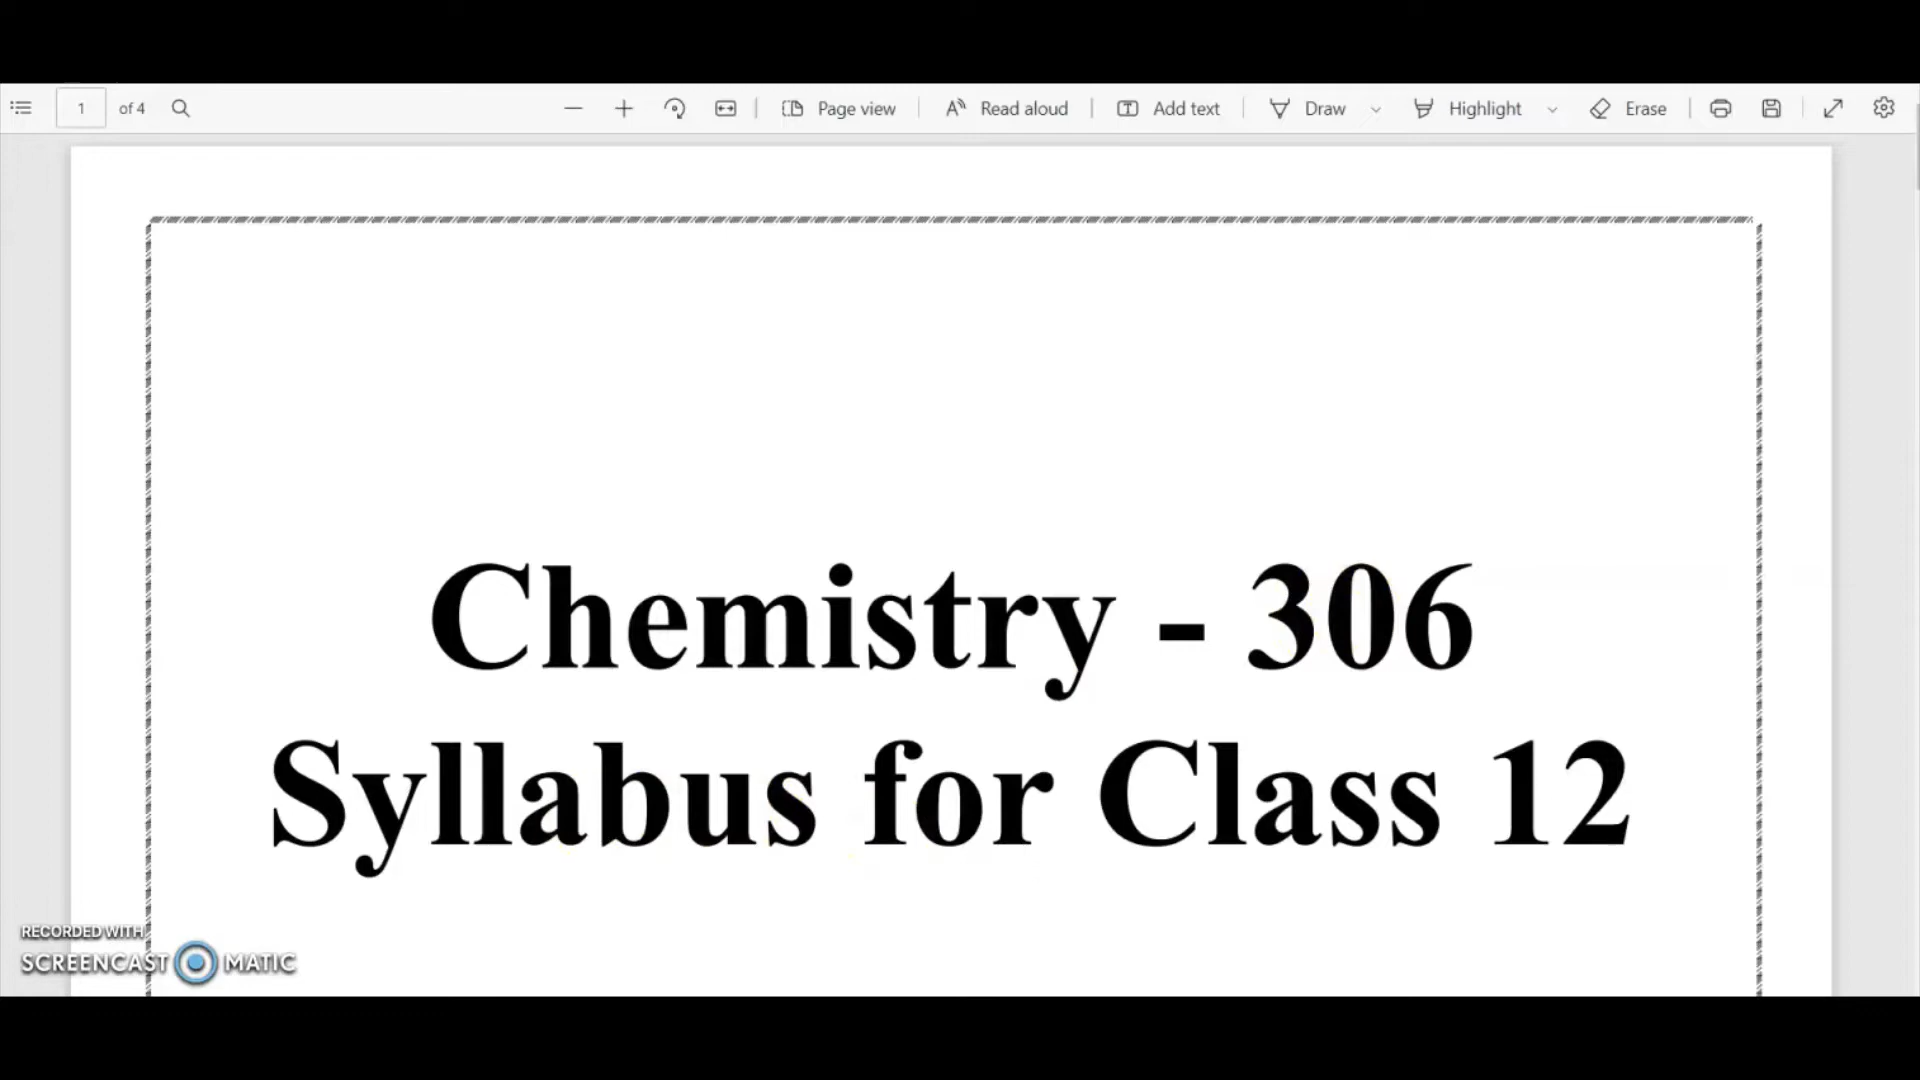 1 of 4 Page view Read aloud Add text Draw Highlight Erase
Chemistry - 306
Syllabus for Class 12
RECORDED WITH
SCREENCAST MATIC